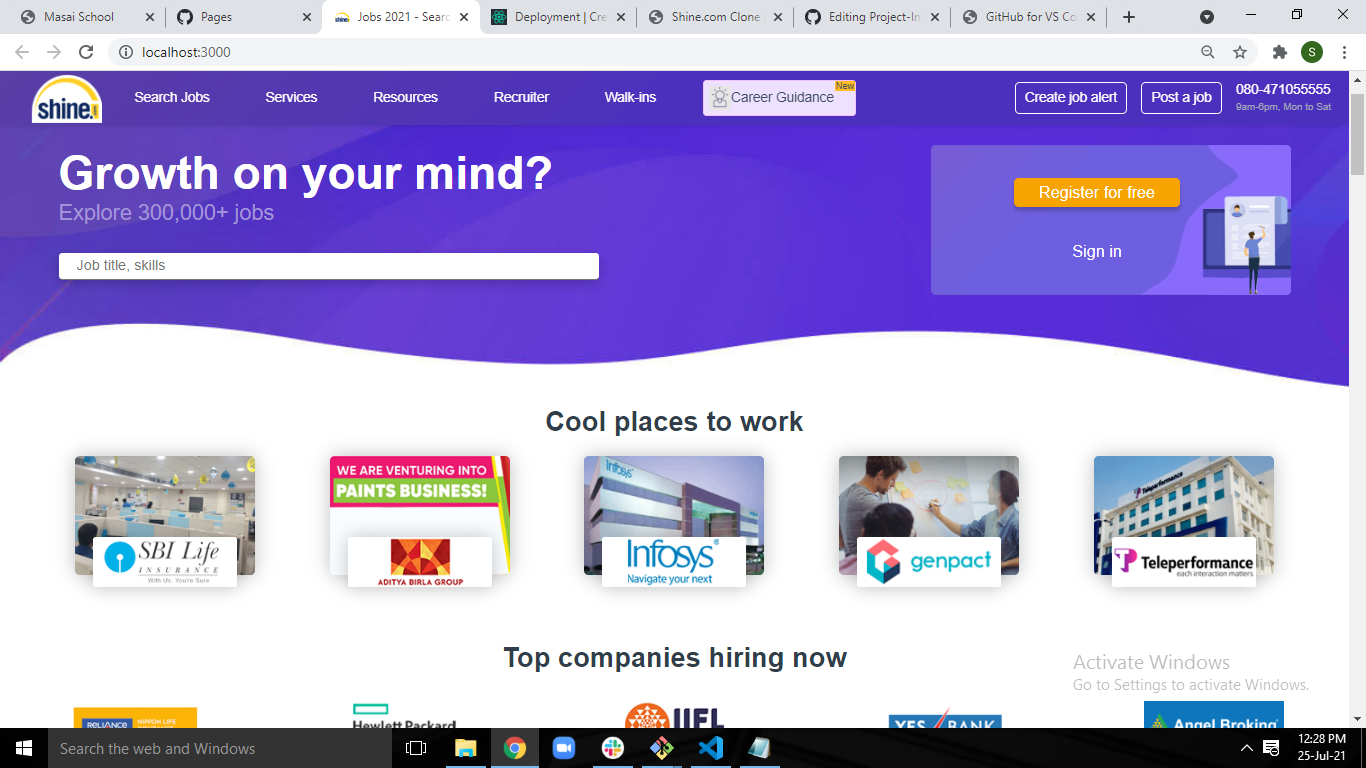 Masai School
Pages
Jobs 2021 - Searc
Deployment | Cre
Shine.com Clone
Editing Project-In
GitHub for VS Co
localhost:3000
S
shine.
Search Jobs
Services
Resources
Recruiter
Walk-ins
Career Guidance
New
Create job alert
Post a job
080-471055555
9am-6pm, Mon to Sat
Growth on your mind?
Explore 300,000+ jobs
Job title, skills
Register for free
Sign in
Cool places to work
SBI Life
INSURANCE
With Us, You're Sure
WE ARE VENTURING INTO
PAINTS BUSINESS!
ADITYA BIRLA GROUP
Infosys
Infosys®
Navigate your next
genpact
Teleperformance
Teleperformance
each interaction matters
Top companies hiring now
Activate Windows
Go to Settings to activate Windows.
RELIANCE
NIPPON LIFE
Hewlett Packard
IIFL
YES BANK
Angel Broking
Search the web and Windows
12:28 PM
25-Jul-21